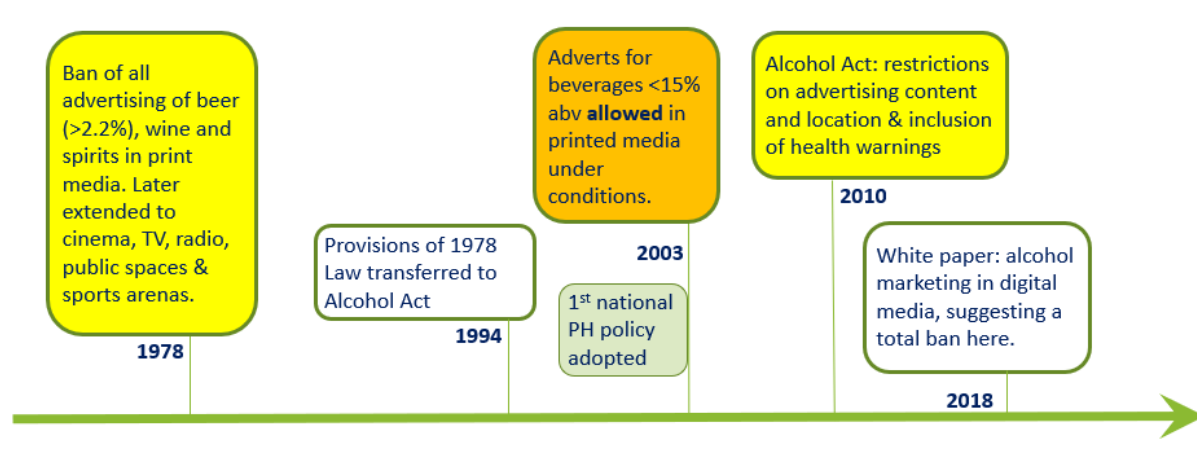 Ban of all
advertising of beer
(>2.2%), wine and
spirits in print
media. Later
extended to
cinema, TV, radio,
public spaces &
sports arenas.
1978
Provisions of 1978
Law transferred to
Alcohol Act
1994
Adverts for
beverages <15%
abv allowed in
printed media
under
conditions.
2003
1st national
PH policy
adopted
Alcohol Act: restrictions
on advertising content
and location & inclusion
of health warnings
2010
White paper: alcohol
marketing in digital
media, suggesting a
total ban here.
2018